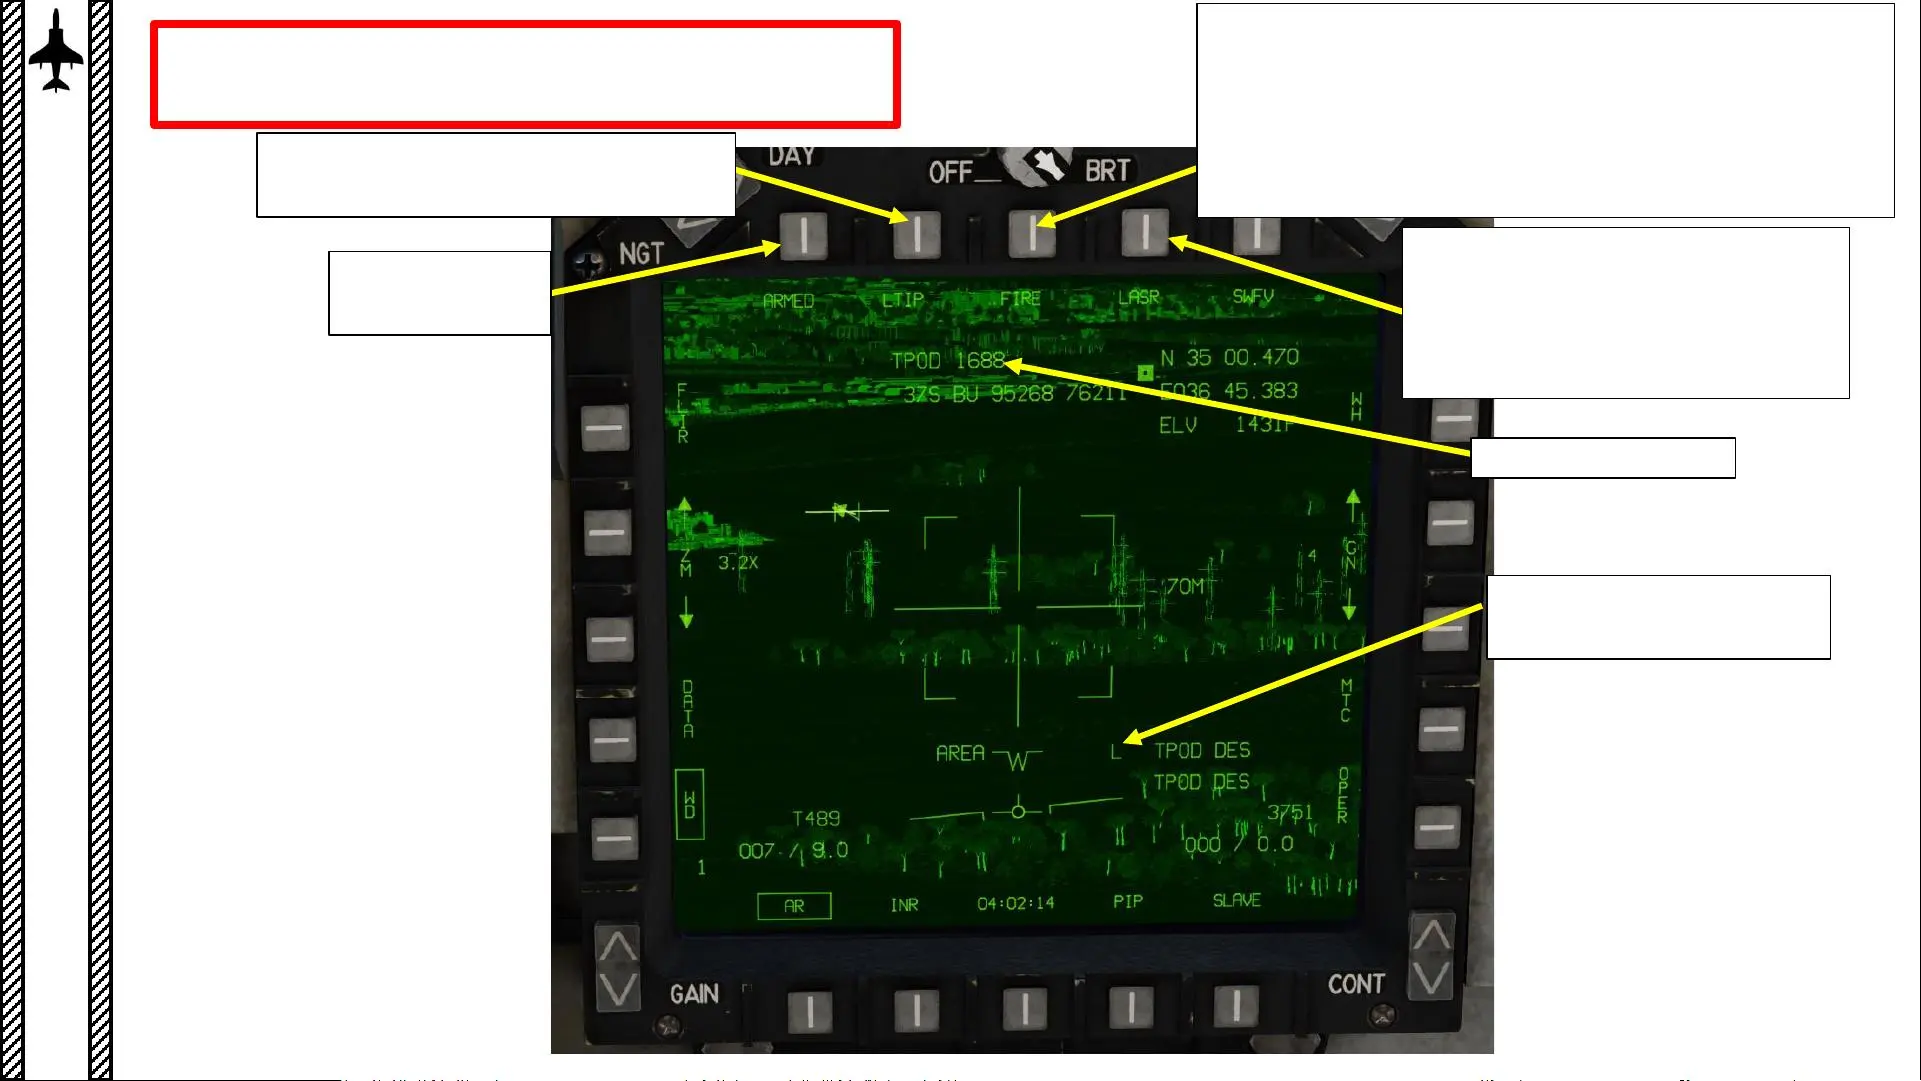 DAY
OFF
BRT
NGT
ARMED LTIP FIRE LASR SWFV
TPOD 1688
N 35 00.470
37S BU 95268 76211
E036 45.383
ELV 1431F
FLIR
WH
ZM
3.2X
4
GN
70M
DATA
MTC
AREA
W
L TPOD DES
TPOD DES
WD
OPER
T489
3751
007 / 9.0
000 / 0.0
1
AR INR 04:02:14 PIP SLAVE
GAIN
CONT